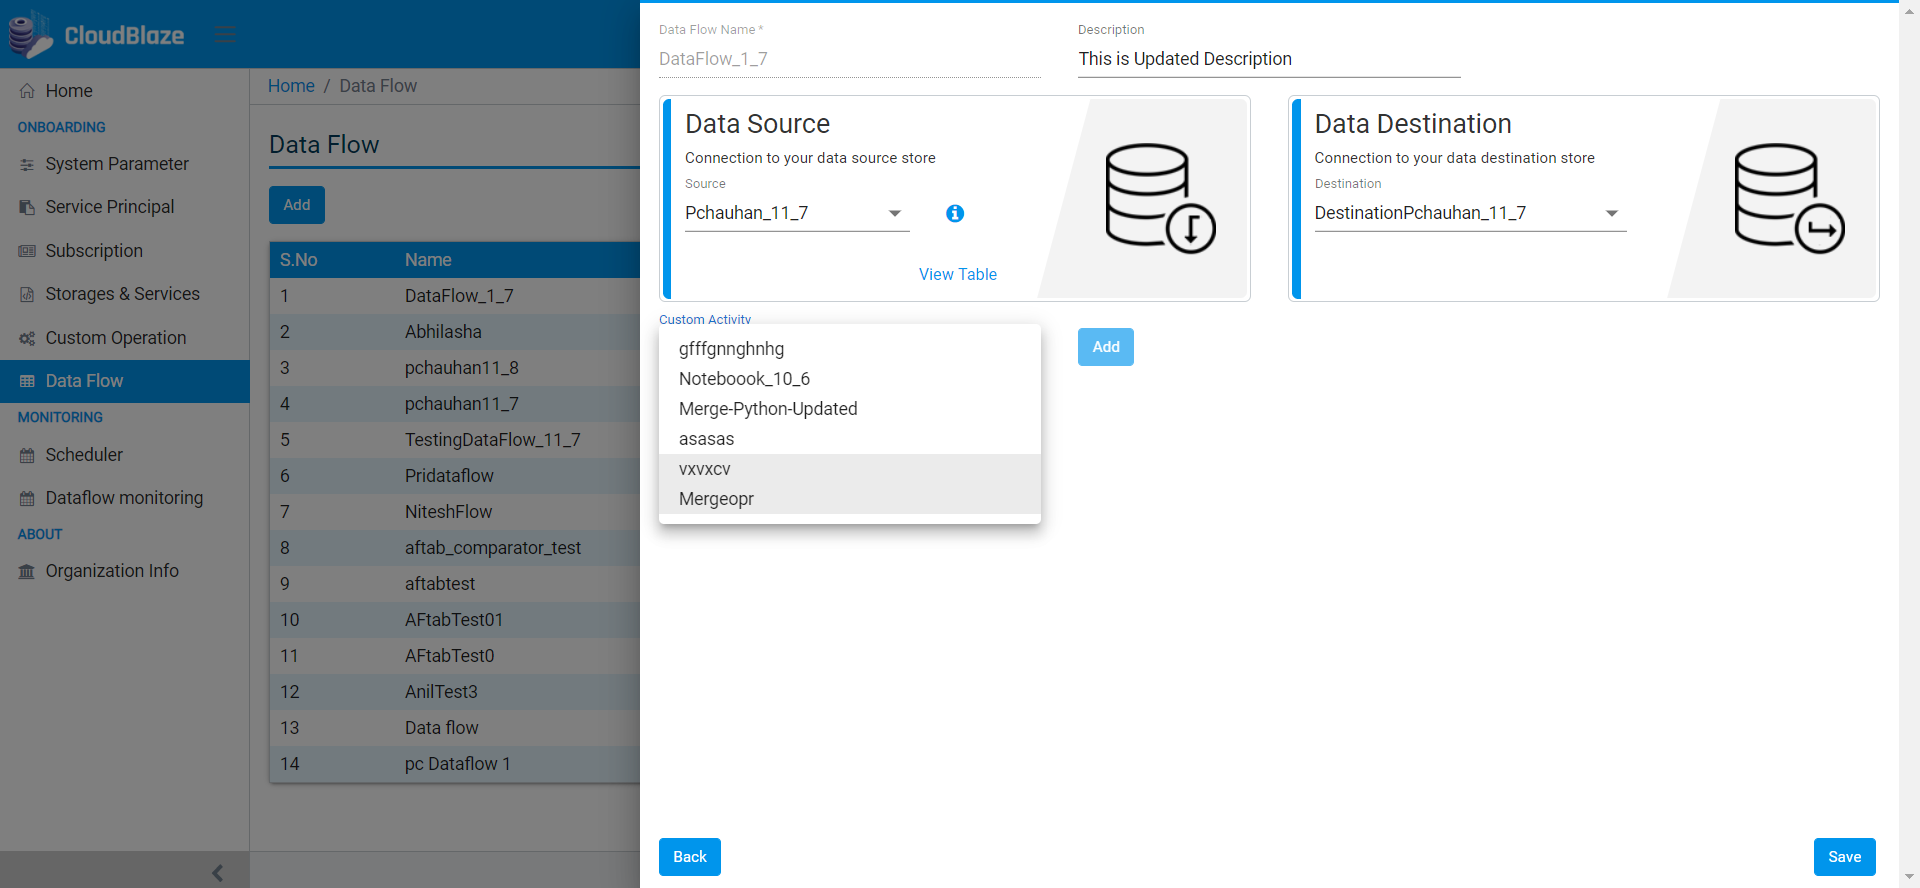 CloudBlaze
Home
ONBOARDING
System Parameter
Service Principal
Subscription
Storages & Services
Custom Operation
Data Flow
MONITORING
Scheduler
Dataflow monitoring
ABOUT
Organization Info
Home / Data Flow
Data Flow
Add
S.No Name
1 DataFlow_1_7
2 Abhilasha
3 pchauhan11_8
4 pchauhan11_7
5 TestingDataFlow_11_7
6 Pridataflow
7 NiteshFlow
8 aftab_comparator_test
9 aftabtest
10 AFtabTest01
11 AFtabTest0
12 AnilTest3
13 Data flow
14 pc Dataflow 1
Data Flow Name *
DataFlow_1_7
Description
This is Updated Description
Data Source
Connection to your data source store
Source
Pchauhan_11_7
View Table
Data Destination
Connection to your data destination store
Destination
DestinationPchauhan_11_7
Custom Activity
gfffgnnghnhg
Noteboook_10_6
Merge-Python-Updated
asasas
vxvxcv
Mergeopr
Add
Back
Save